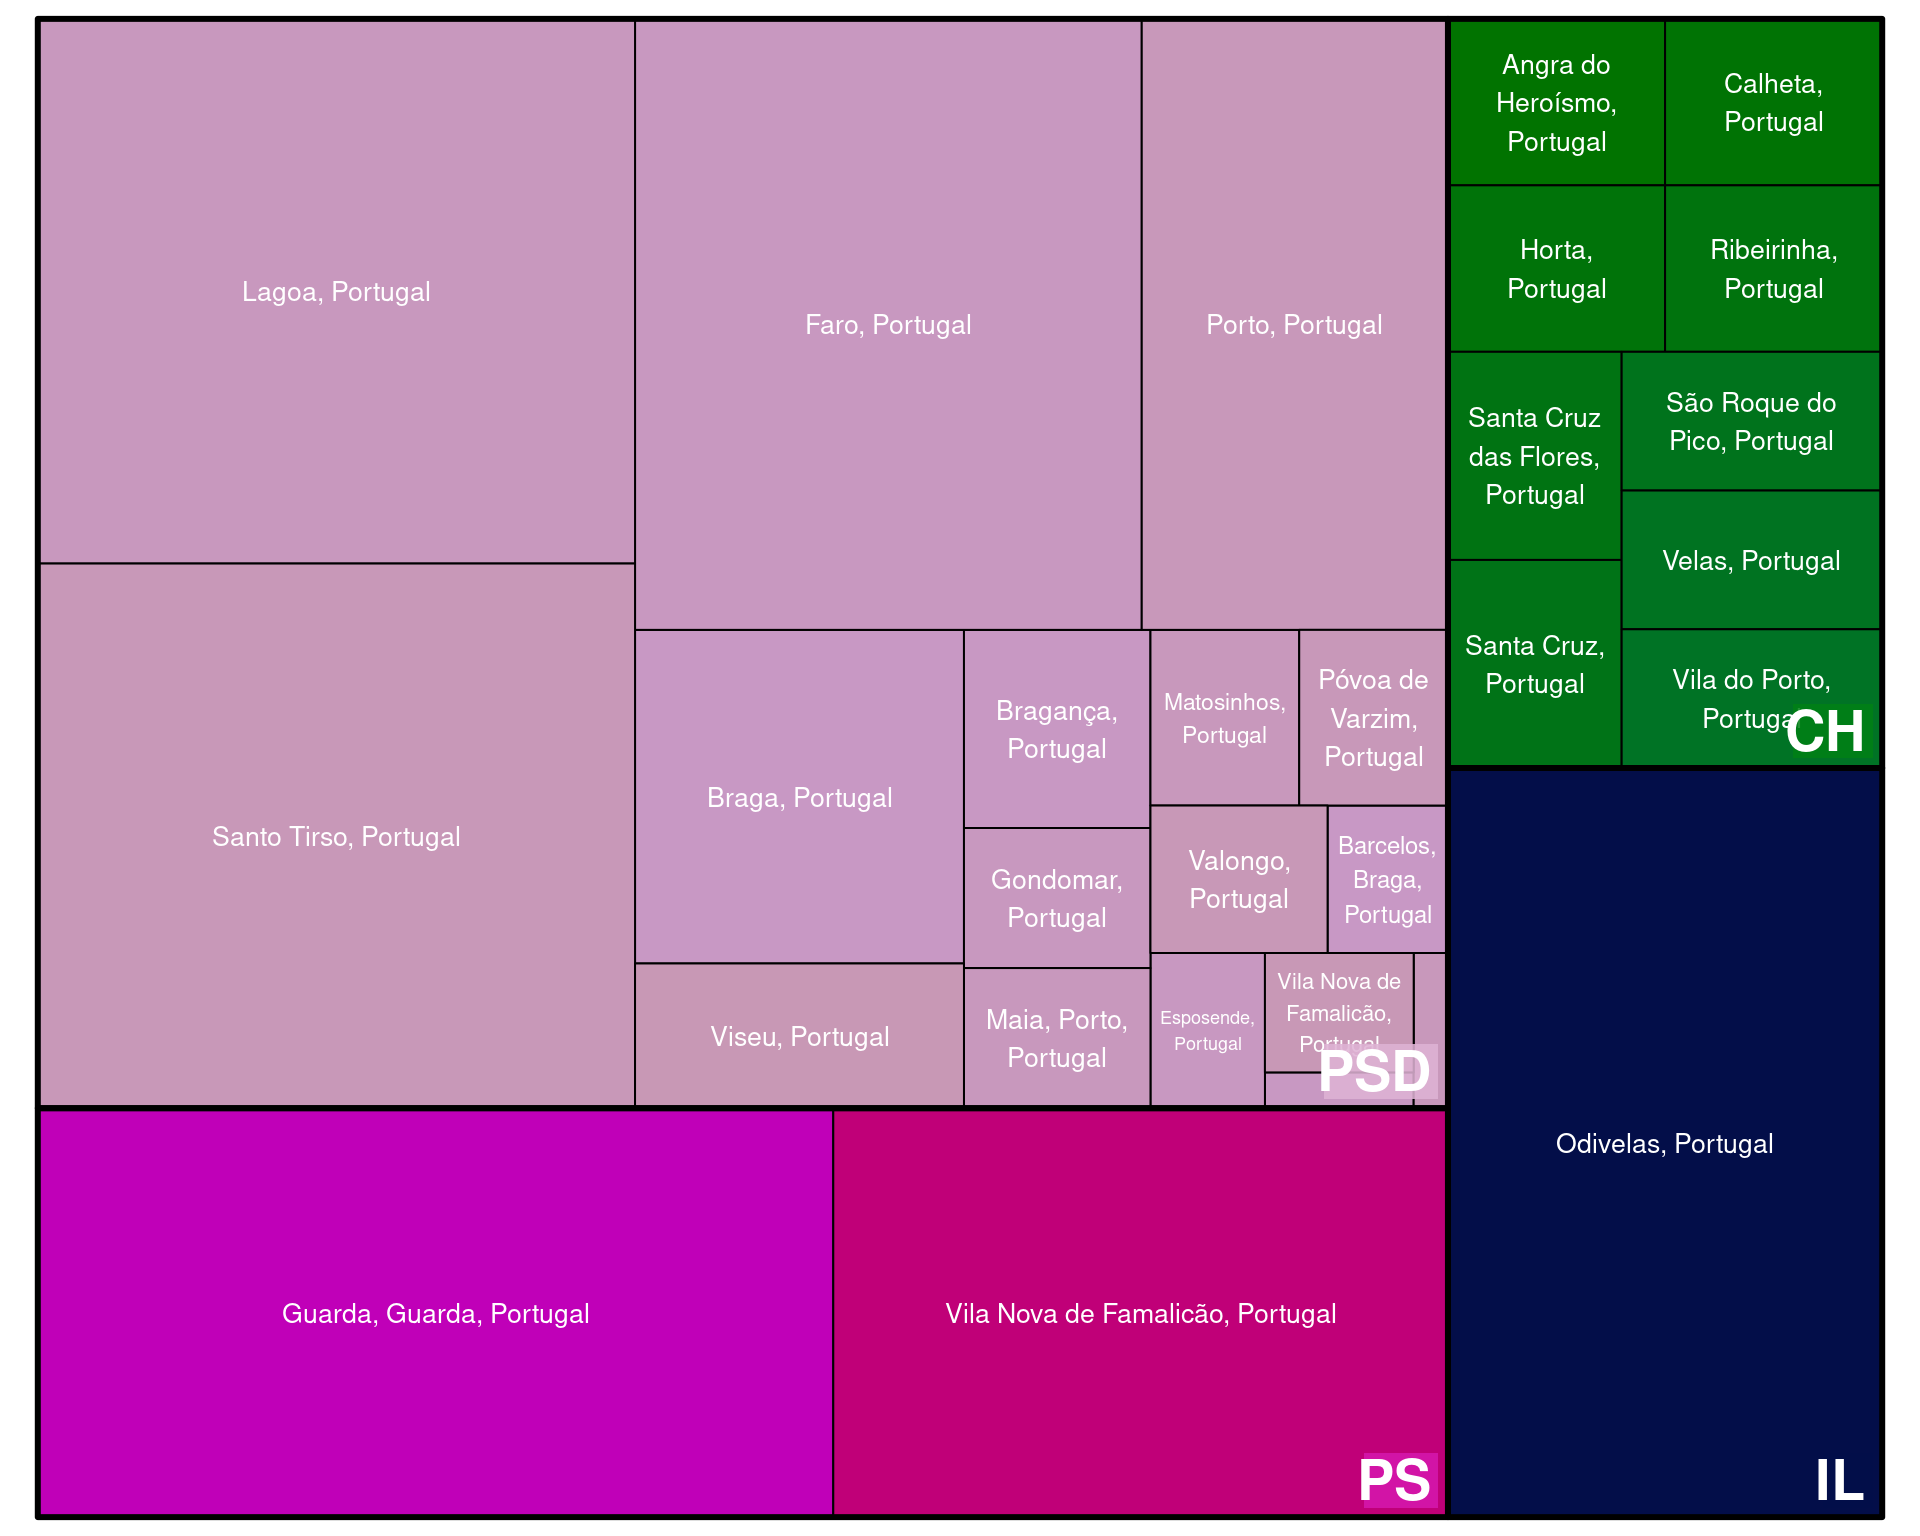 Lagoa, Portugal
Santo Tirso, Portugal
Faro, Portugal
Porto, Portugal
Braga, Portugal
Viseu, Portugal
Bragança,
Portugal
Gondomar,
Portugal
Maia, Porto,
Portugal
Matosinhos,
Portugal
Póvoa de
Varzim,
Portugal
Valongo,
Portugal
Barcelos,
Braga,
Portugal
Esposende,
Portugal
Vila Nova de
Famalicão,
Portugal
PSD
Guarda, Guarda, Portugal
Vila Nova de Famalicão, Portugal
PS
Angra do
Heroísmo,
Portugal
Calheta,
Portugal
Horta,
Portugal
Ribeirinha,
Portugal
Santa Cruz
das Flores,
Portugal
São Roque do
Pico, Portugal
Velas, Portugal
Santa Cruz,
Portugal
Vila do Porto,
Portugal
CH
Odivelas, Portugal
IL